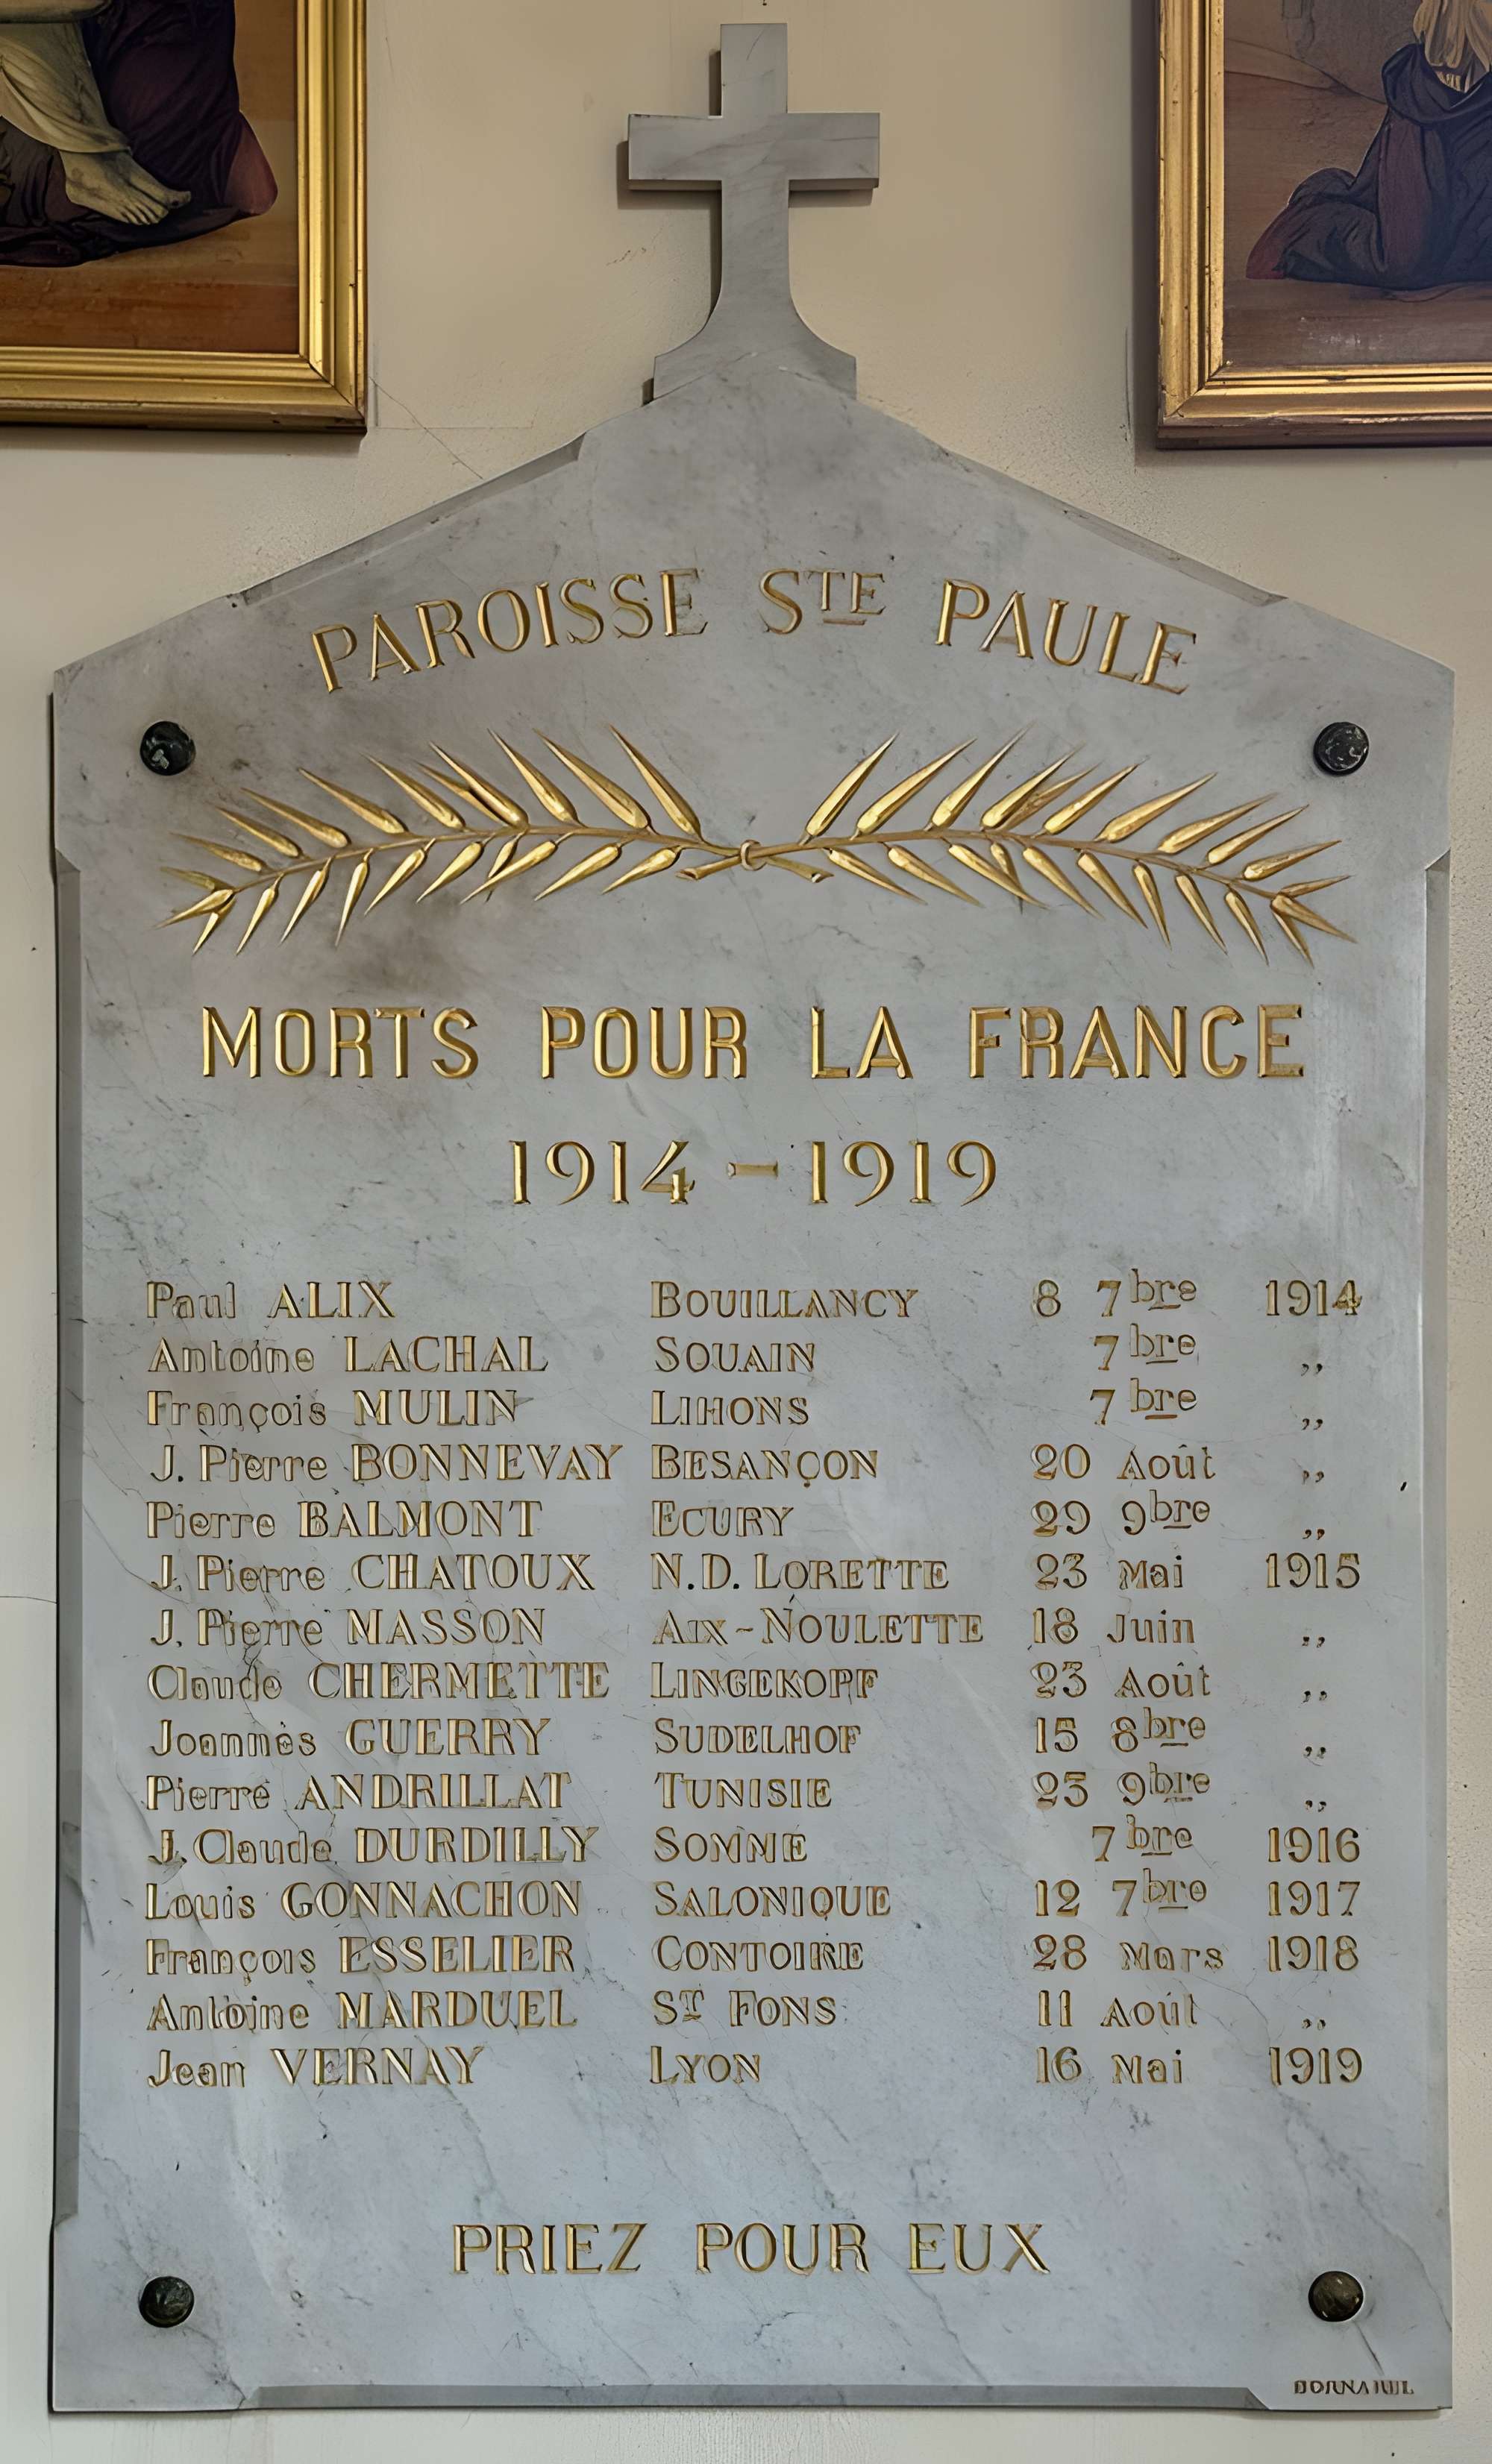 PAROISSE STE PAULE
MORTS POUR LA FRANCE
1914 - 1919
Paul ALIX BOUILLANCY 8 7bre 1914
Antoine LACHAL SOUAIN 7bre ,,
François MULIN LIHONS 7bre ,,
J. Pierre BONNEVAY BESANÇON 20 Août ,,
Pierre BALMONT ECURY 29 9bre ,,
J. Pierre CHATOUX N.D. LORETTE 23 Mai 1915
J. Pierre MASSON AIX-NOULETTE 18 Juin ,,
Claude CHERMETTE LINGEKOPF 23 Août ,,
Joannès GUERRY SUDELHOF 15 8bre ,,
Pierre ANDRILLAT TUNISIE 25 9bre ,,
J. Claude DURDILLY SOMME 7bre 1916
Louis GONNACHON SALONIQUE 12 7bre 1917
François ESSELIER CONTOIRE 28 Mars 1918
Antoine MARDUEL ST FONS 11 Août ,,
Jean VERNAY LYON 16 Mai 1919
PRIEZ POUR EUX